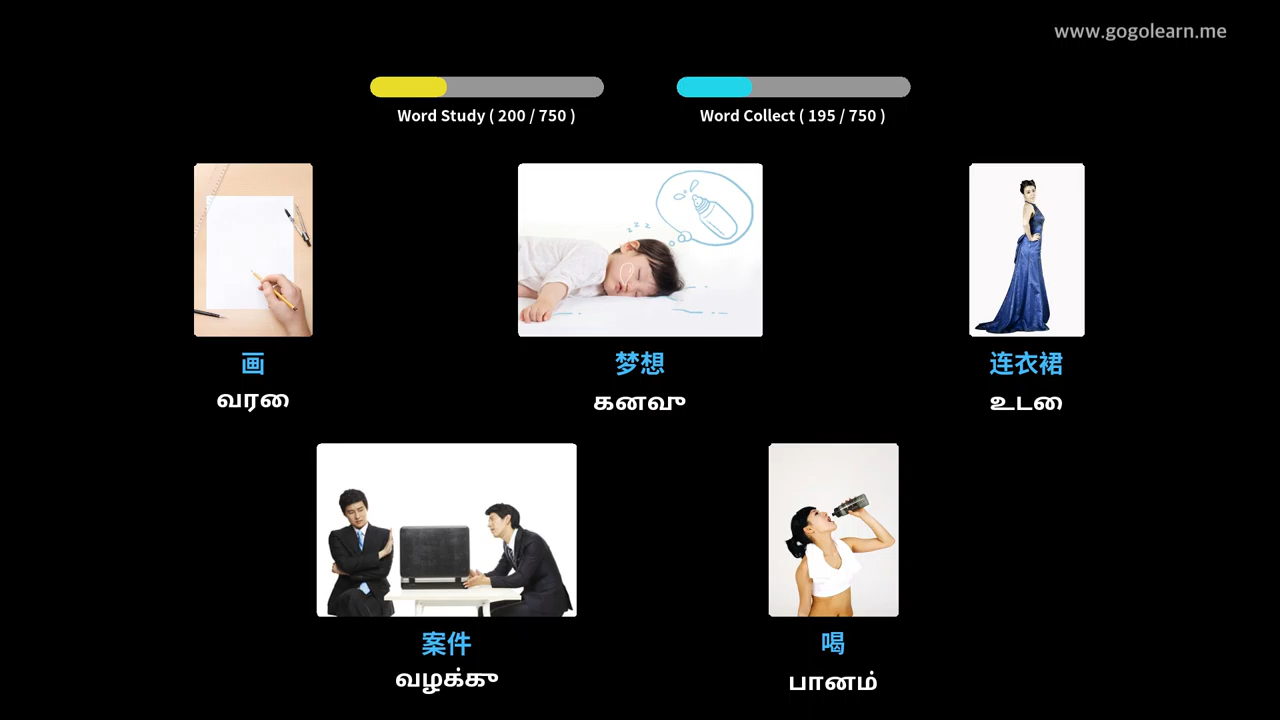 www.gogolearn.me
Word Study ( 200 / 750 )
Word Collect ( 195 / 750 )
画
வரை
梦想
கனவு
连衣裙
உடை
案件
வழக்கு
喝
பானம்